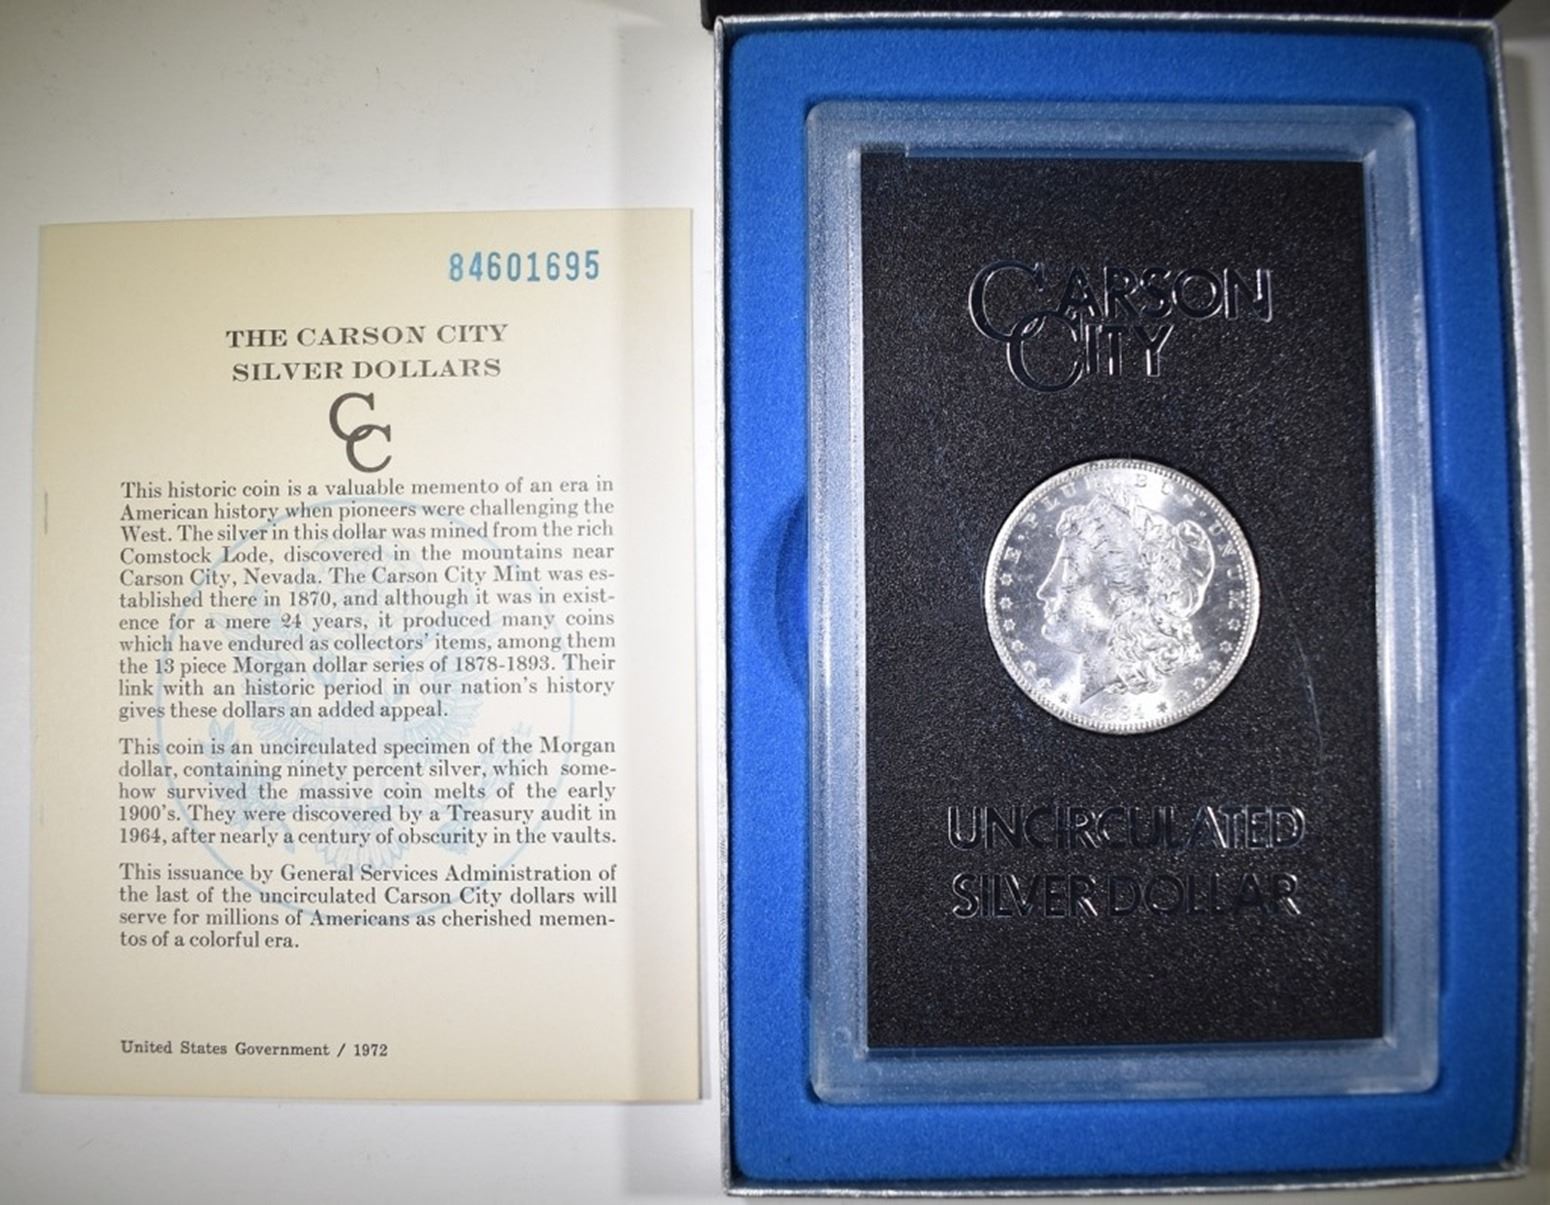 84601695
THE CARSON CITY
SILVER DOLLARS
CC
This historic coin is a valuable memento of an era in
American history when pioneers were challenging the
West. The silver in this dollar was mined from the rich
Comstock Lode, discovered in the mountains near
Carson City, Nevada. The Carson City Mint was es-
tablished there in 1870, and although it was in exist-
ence for a mere 24 years, it produced many coins
which have endured as collectors' items, among them
the 13 piece Morgan dollar series of 1878-1893. Their
link with an historic period in our nation's history
gives these dollars an added appeal.
This coin is an uncirculated specimen of the Morgan
dollar, containing ninety percent silver, which some-
how survived the massive coin melts of the early
1900's. They were discovered by a Treasury audit in
1964, after nearly a century of obscurity in the vaults.
This issuance by General Services Administration of
the last of the uncirculated Carson City dollars will
serve for millions of Americans as cherished memen-
tos of a colorful era.
United States Government / 1972
CARSON
CITY
E·PLURIBUS·UNUM
UNCIRCULATED
SILVER DOLLAR